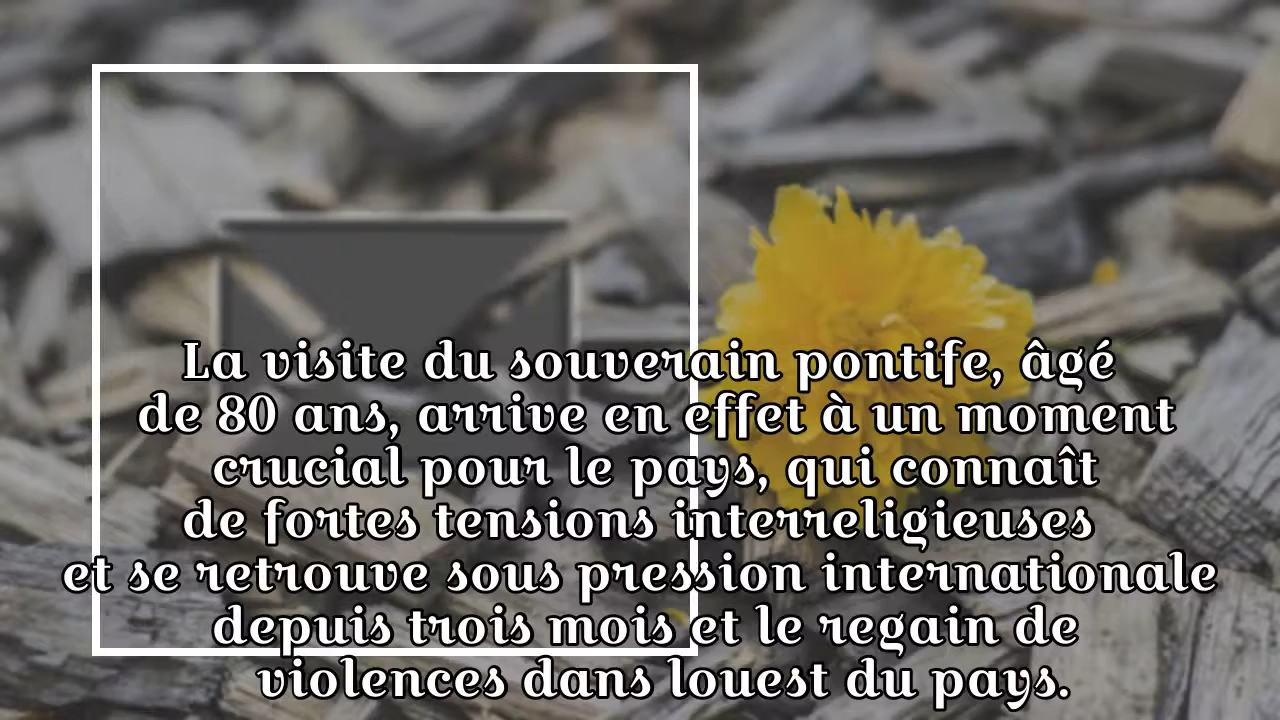 La visite du souverain pontife, âgé
de 80 ans, arrive en effet à un moment
crucial pour le pays, qui connaît
de fortes tensions interreligieuses
et se retrouve sous pression internationale
depuis trois mois et le regain de
violences dans louest du pays.